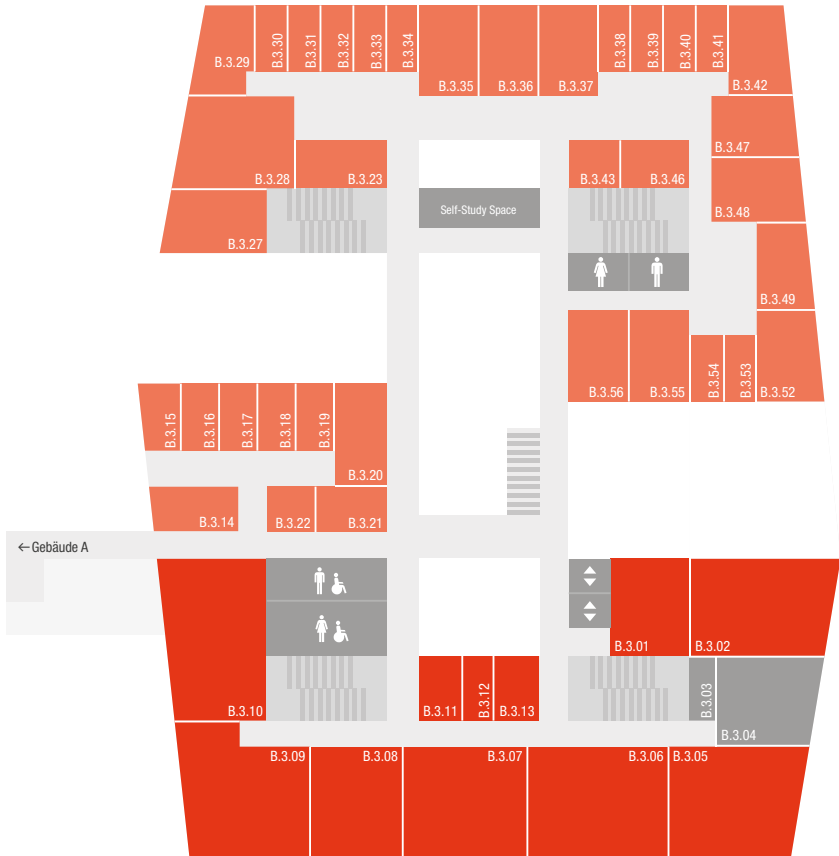 B.3.29
B.3.30
B.3.31
B.3.32
B.3.33
B.3.34
B.3.35
B.3.36
B.3.37
B.3.38
B.3.39
B.3.40
B.3.41
B.3.42
B.3.28
B.3.23
B.3.43
B.3.46
B.3.47
B.3.48
Self-Study Space
B.3.27
B.3.49
B.3.56
B.3.55
B.3.54
B.3.53
B.3.52
B.3.15
B.3.16
B.3.17
B.3.18
B.3.19
B.3.20
B.3.14
B.3.22
B.3.21
←Gebäude A
B.3.01
B.3.02
B.3.10
B.3.11
B.3.12
B.3.13
B.3.03
B.3.04
B.3.09
B.3.08
B.3.07
B.3.06
B.3.05